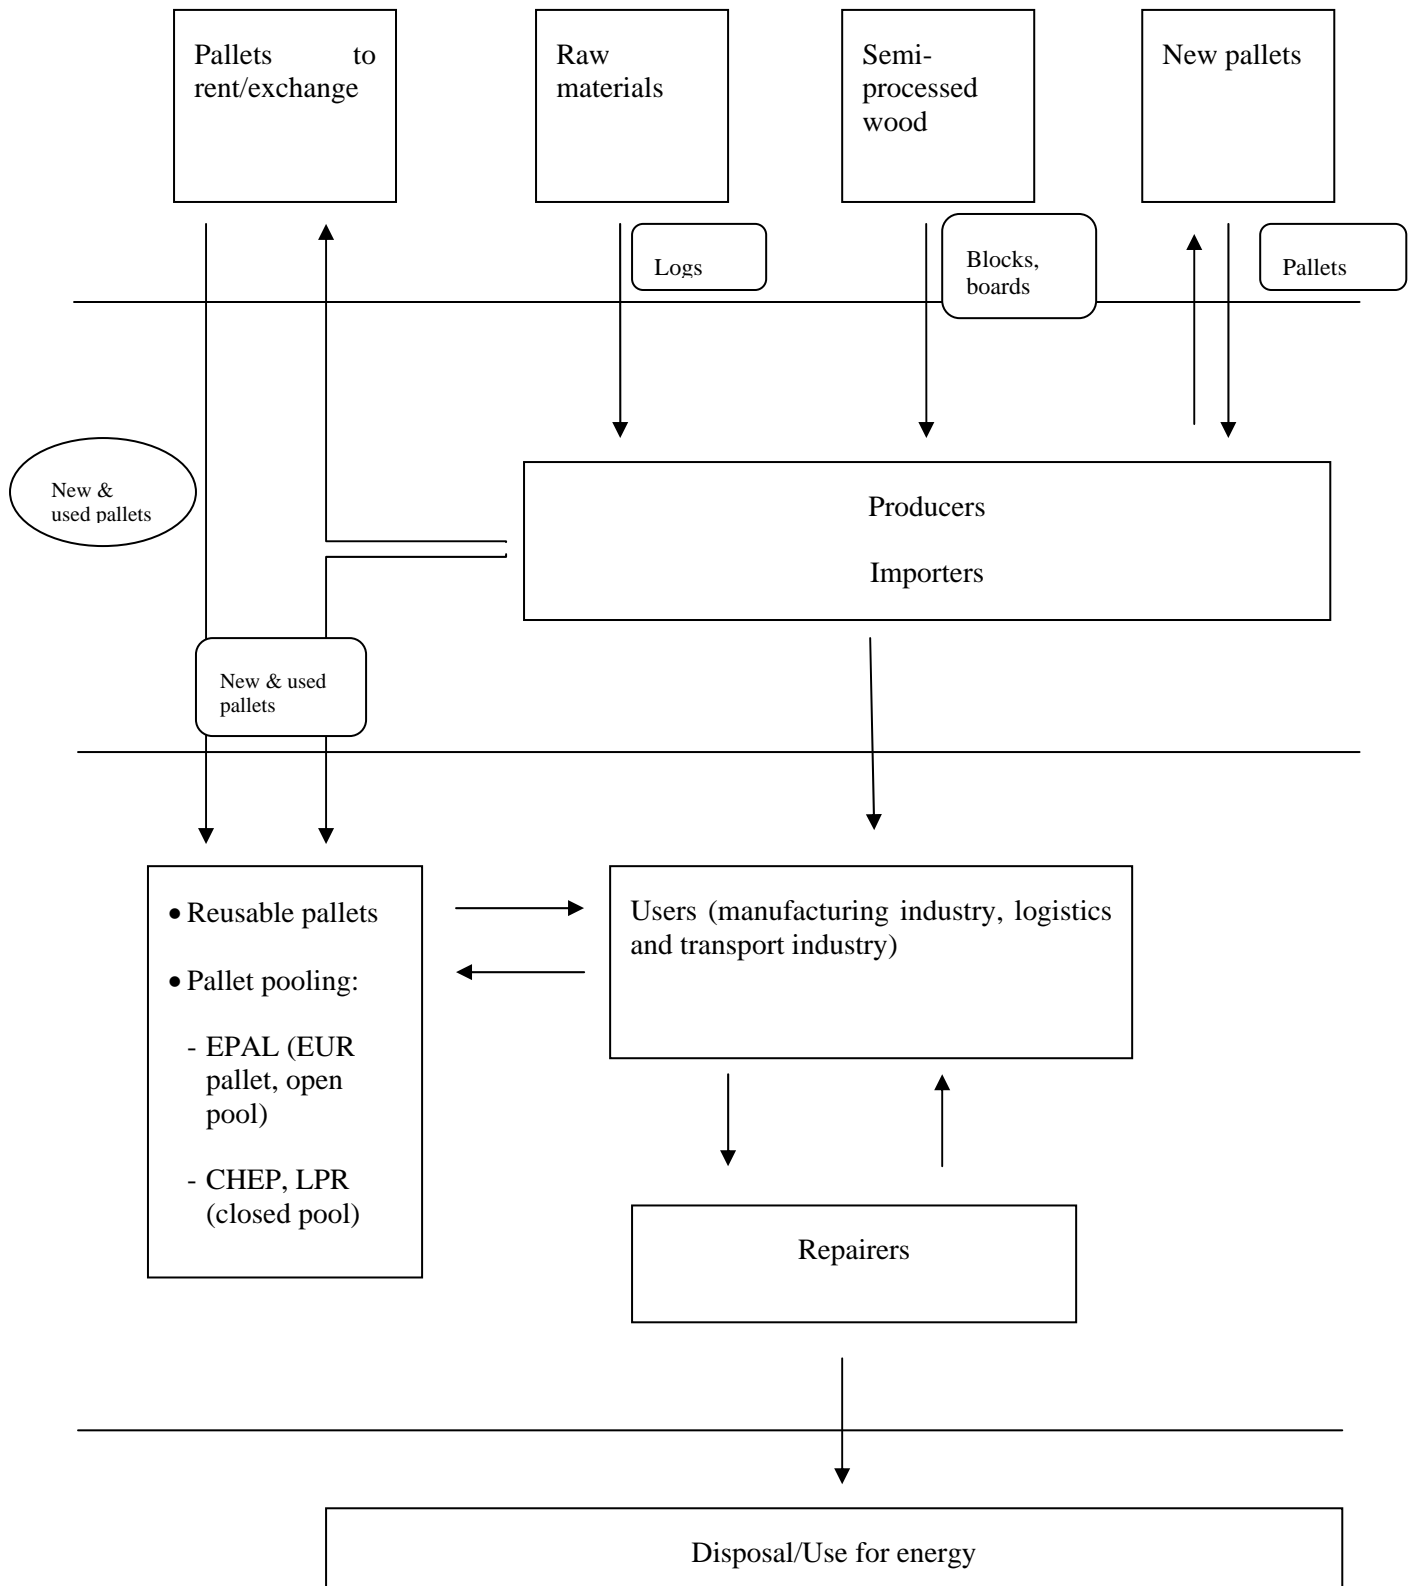 Pallets to
rent/exchange
Raw
materials
Semi-
processed
wood
New pallets
Logs
Blocks,
boards
Pallets
New &
used pallets
Producers
Importers
New & used
pallets
• Reusable pallets
• Pallet pooling:
- EPAL (EUR
pallet, open
pool)
- CHEP, LPR
(closed pool)
Users (manufacturing industry, logistics
and transport industry)
Repairers
Disposal/Use for energy